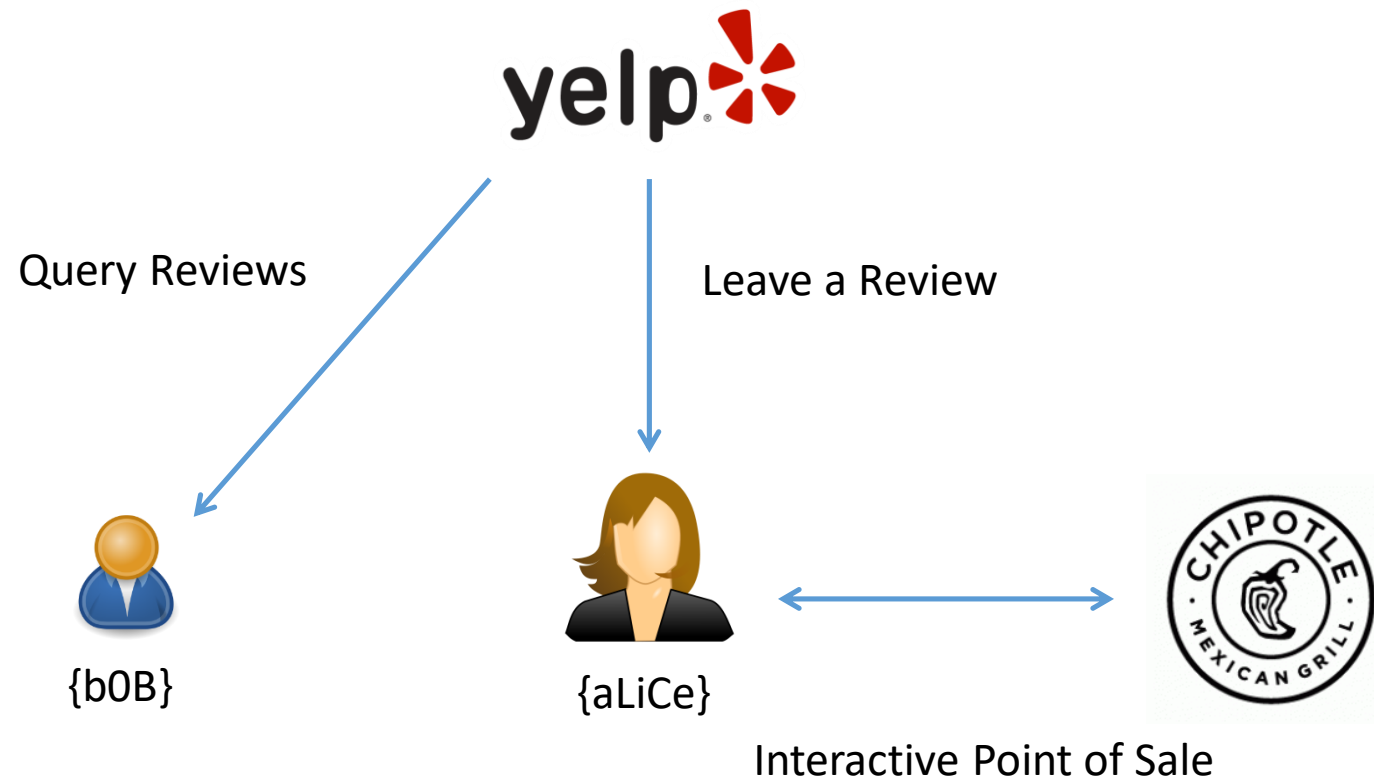 yelp®
Query Reviews
Leave a Review
CHIPOTLE
MEXICAN GRILL
{b0B}
{aLiCe}
Interactive Point of Sale